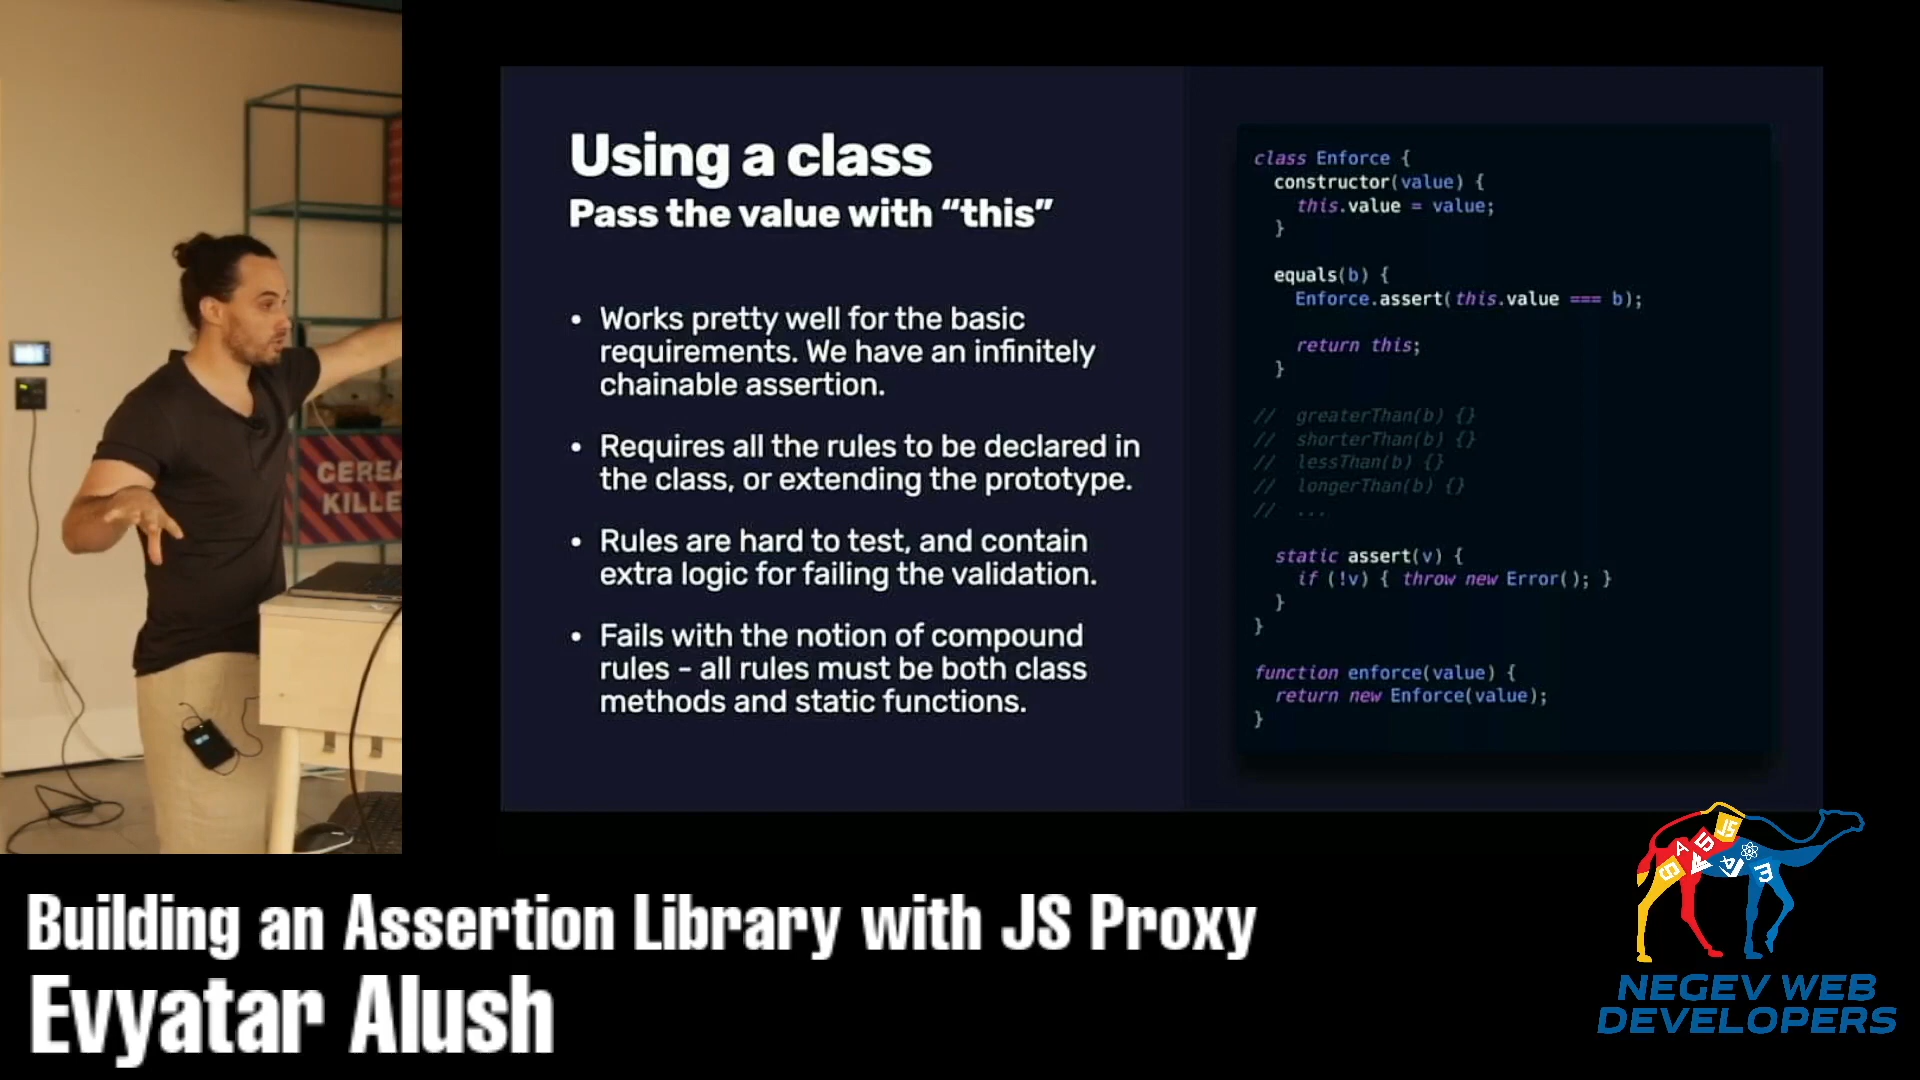 CEREA
KILLE
Using a class
Pass the value with “this”
• Works pretty well for the basic
requirements. We have an infinitely
chainable assertion.
• Requires all the rules to be declared in
the class, or extending the prototype.
• Rules are hard to test, and contain
extra logic for failing the validation.
• Fails with the notion of compound
rules - all rules must be both class
methods and static functions.
class Enforce {
constructor(value) {
this.value = value;
}
equals(b) {
Enforce.assert(this.value === b);
return this;
}
// greaterThan(b) {}
// shorterThan(b) {}
// lessThan(b) {}
// longerThan(b) {}
// ...
static assert(v) {
if (!v) { throw new Error(); }
}
}
function enforce(value) {
return new Enforce(value);
}
Building an Assertion Library with JS Proxy
Evyatar Alush
JS
NEGEV WEB
DEVELOPERS